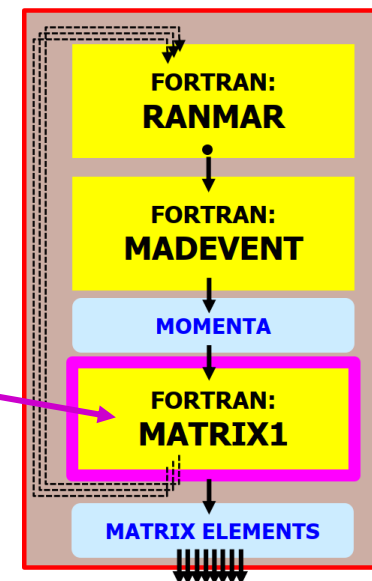 FORTRAN:
RANMAR
FORTRAN:
MADEVENT
MOMENTA
FORTRAN:
MATRIX1
MATRIX ELEMENTS